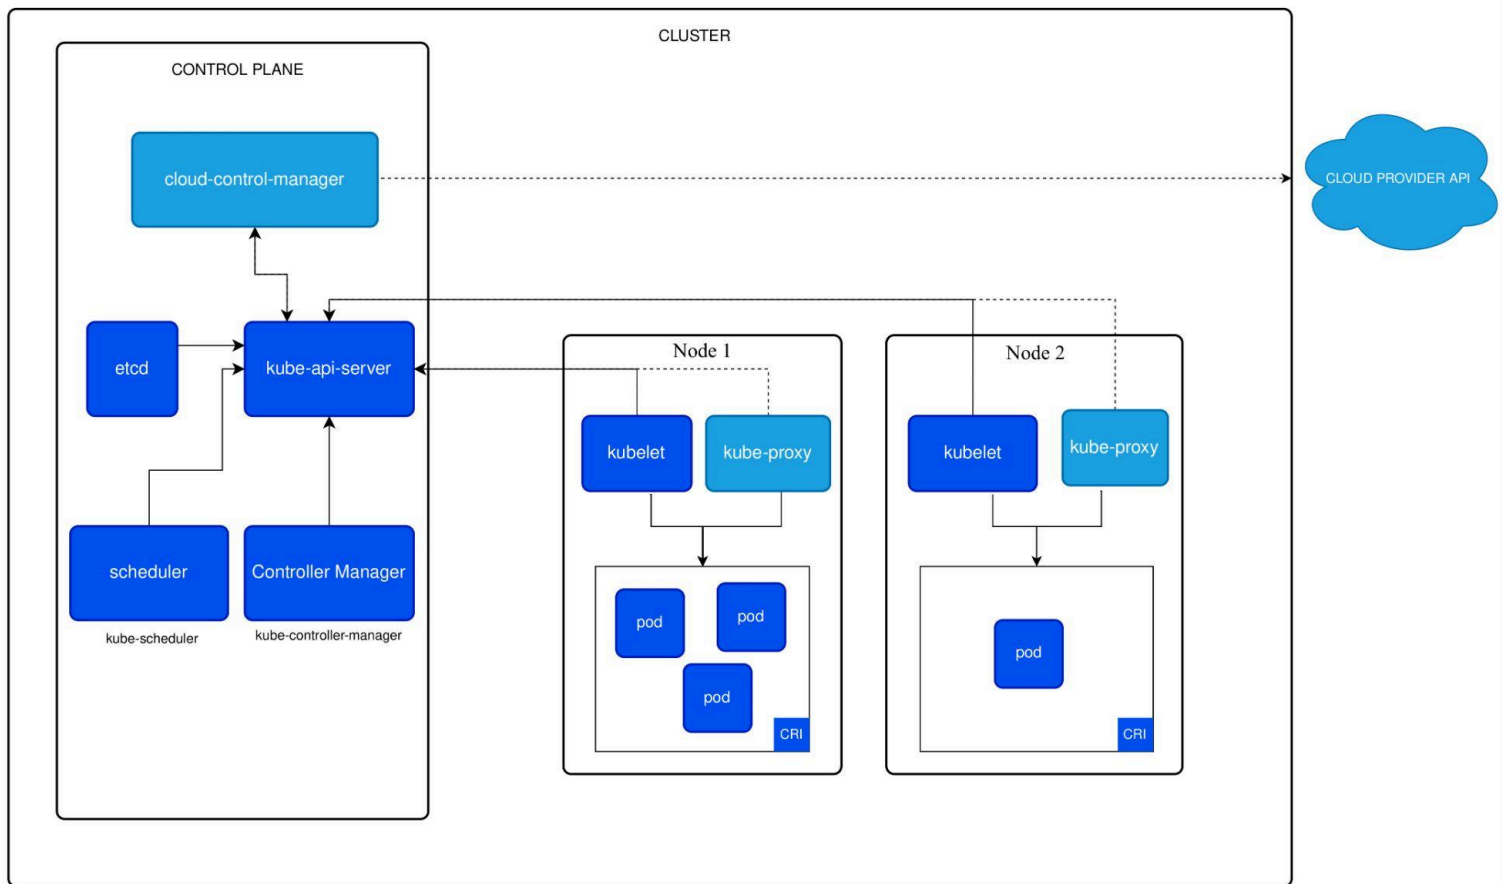 CLUSTER
CONTROL PLANE
cloud-control-manager
CLOUD PROVIDER API
etcd
kube-api-server
scheduler
kube-scheduler
Controller Manager
kube-controller-manager
Node 1
kubelet
kube-proxy
pod
pod
pod
CRI
Node 2
kubelet
kube-proxy
pod
CRI